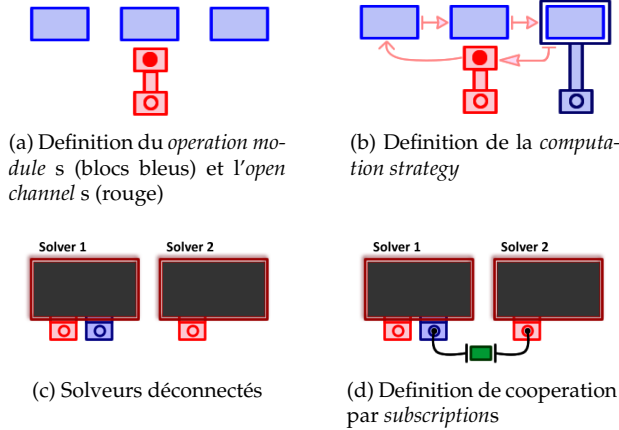 (a) Definition du operation mo-
dule s (blocs bleus) et l'open
channel s (rouge)
(b) Definition de la computa-
tion strategy
Solver 1
Solver 2
Solver 1
Solver 2
(c) Solveurs déconnectés
(d) Definition de cooperation
par subscriptions